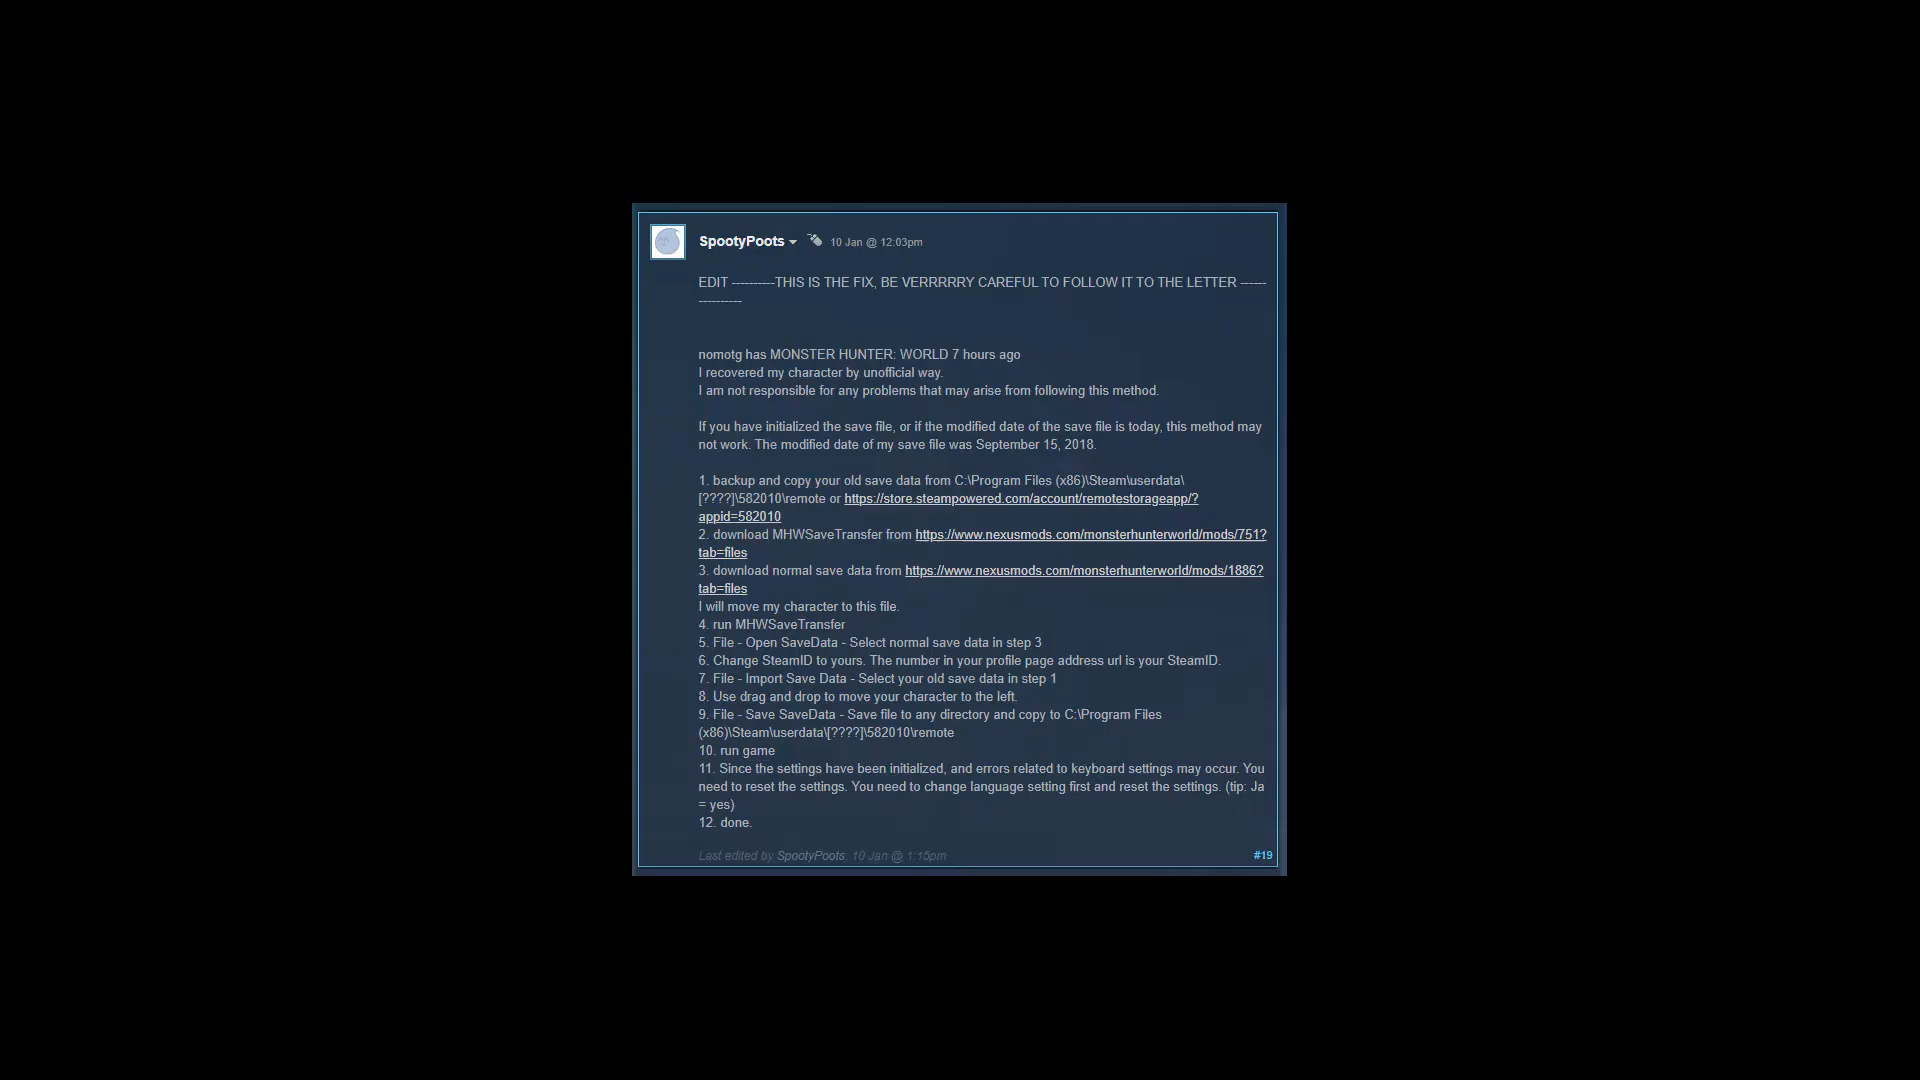 SpootyPoots 10 Jan @ 12:03pm
EDIT ----------THIS IS THE FIX, BE VERRRRRY CAREFUL TO FOLLOW IT TO THE LETTER ------
----------
nomotg has MONSTER HUNTER: WORLD 7 hours ago
I recovered my character by unofficial way.
I am not responsible for any problems that may arise from following this method.
If you have initialized the save file, or if the modified date of the save file is today, this method may
not work. The modified date of my save file was September 15, 2018.
1. backup and copy your old save data from C:\Program Files (x86)\Steam\userdata\
[????]\582010\remote or https://store.steampowered.com/account/remotestorageapp/?
appid=582010
2. download MHWSaveTransfer from https://www.nexusmods.com/monsterhunterworld/mods/751?
tab=files
3. download normal save data from https://www.nexusmods.com/monsterhunterworld/mods/1886?
tab=files
I will move my character to this file.
4. run MHWSaveTransfer
5. File - Open SaveData - Select normal save data in step 3
6. Change SteamID to yours. The number in your profile page address url is your SteamID.
7. File - Import Save Data - Select your old save data in step 1
8. Use drag and drop to move your character to the left.
9. File - Save SaveData - Save file to any directory and copy to C:\Program Files
(x86)\Steam\userdata\[????]\582010\remote
10. run game
11. Since the settings have been initialized, and errors related to keyboard settings may occur. You
need to reset the settings. You need to change language setting first and reset the settings. (tip: Ja
= yes)
12. done.
Last edited by SpootyPoots; 10 Jan @ 1:15pm
#19